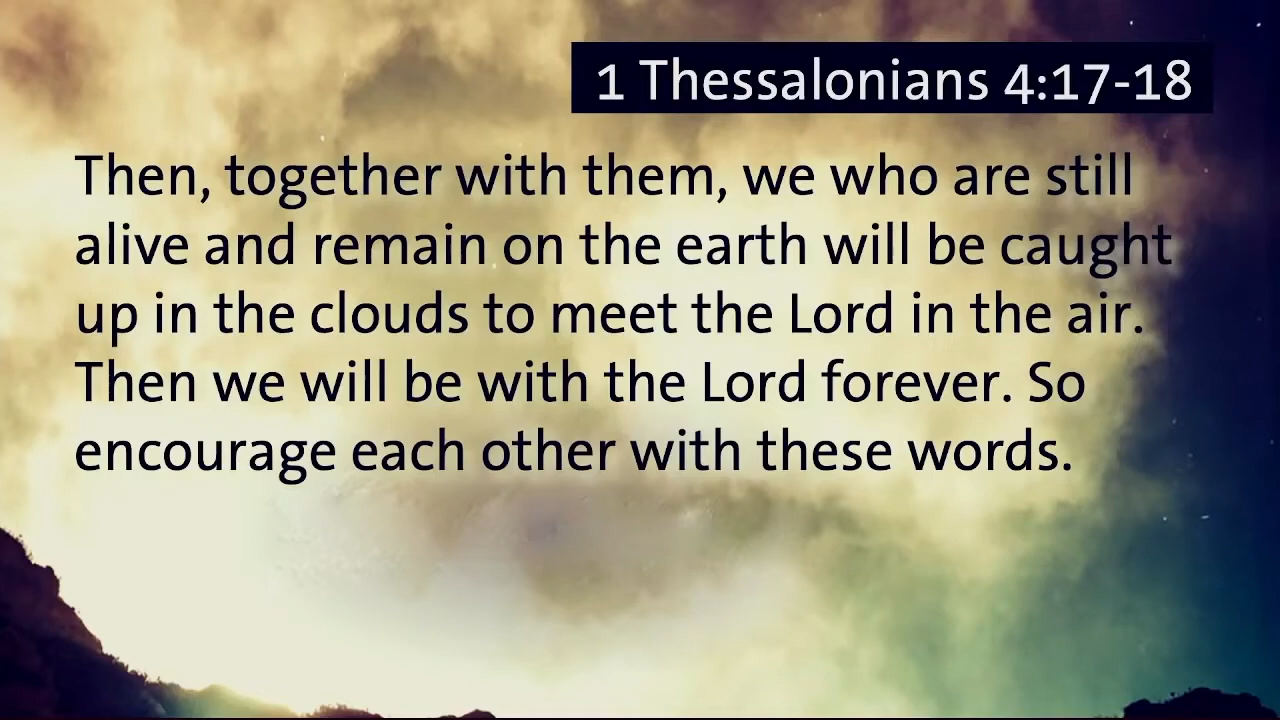 1 Thessalonians 4:17-18
Then, together with them, we who are still
alive and remain on the earth will be caught
up in the clouds to meet the Lord in the air.
Then we will be with the Lord forever. So
encourage each other with these words.